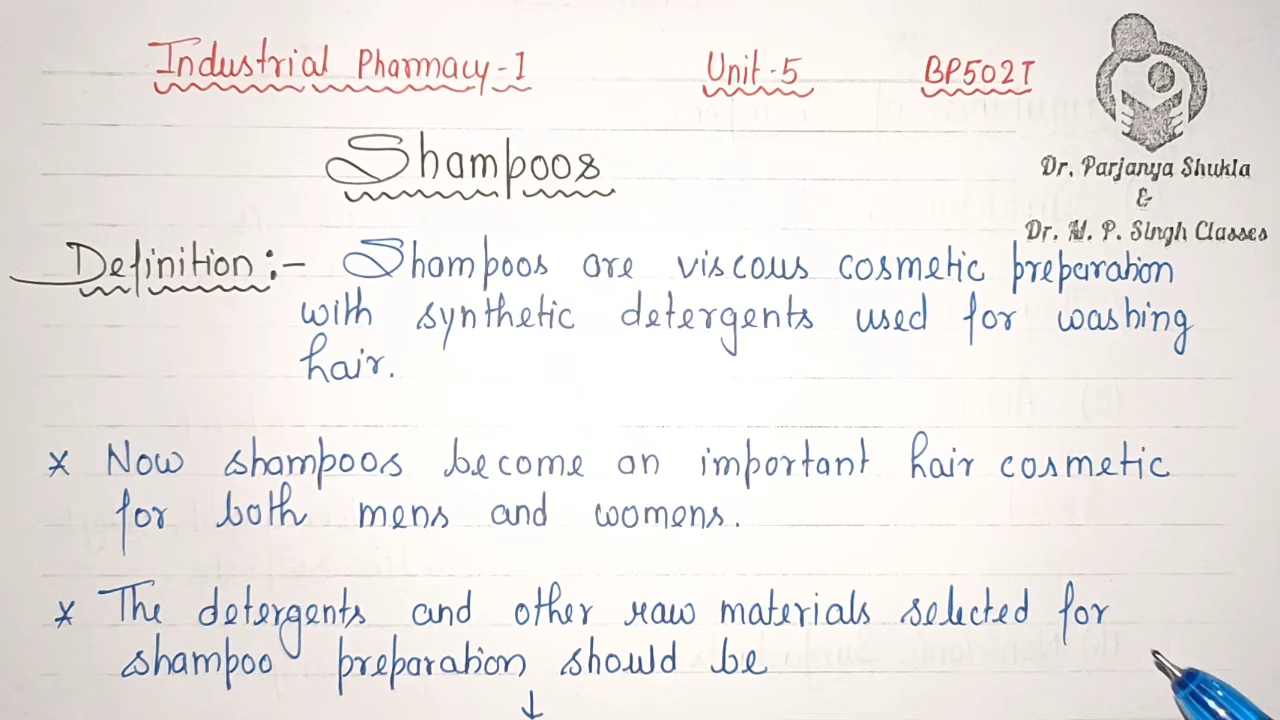 Industrial Pharmacy-I Unit-5 BP502T
Dr. Parjanya Shukla
&
Dr. M. P. Singh Classes
Shampoos
Definition:- Shampoos are viscous cosmetic preparation
with synthetic detergents used for washing
hair.
* Now shampoos become an important hair cosmetic
for both mens and womens.
* The detergents and other raw materials selected for
shampoo preparation should be
↓